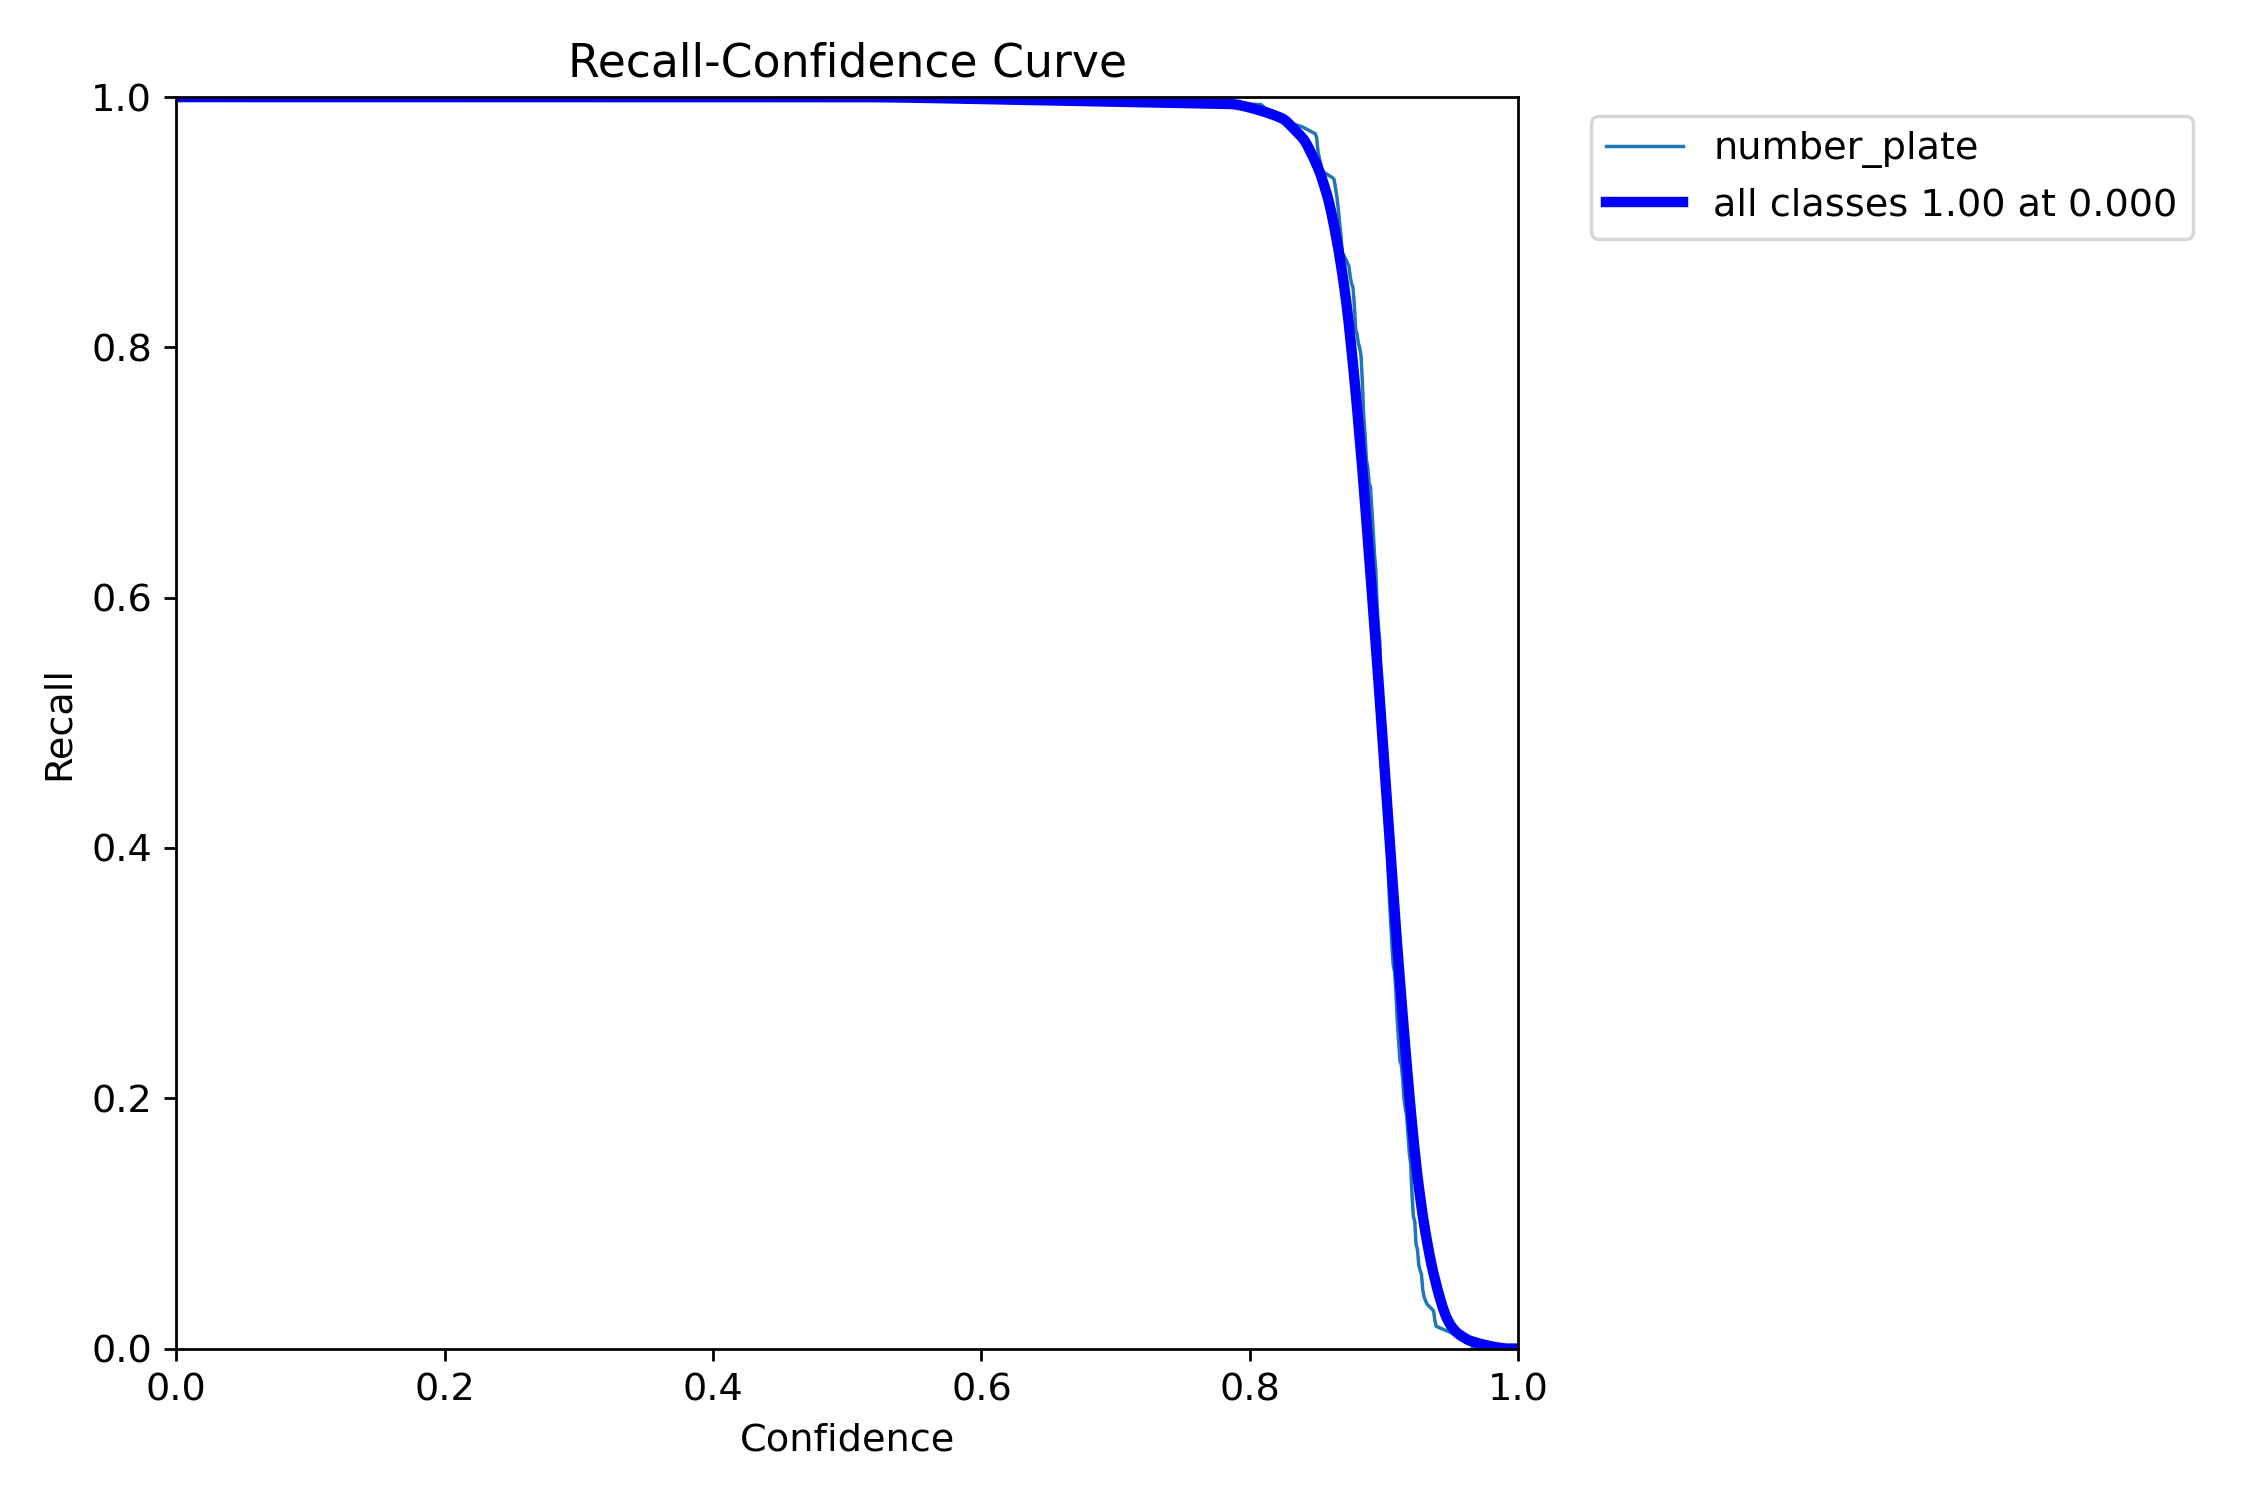 Recall-Confidence Curve
1.0
0.8
0.6
0.4
0.2
0.0
Recall
0.0 0.2 0.4 0.6 0.8 1.0
Confidence
number_plate
all classes 1.00 at 0.000